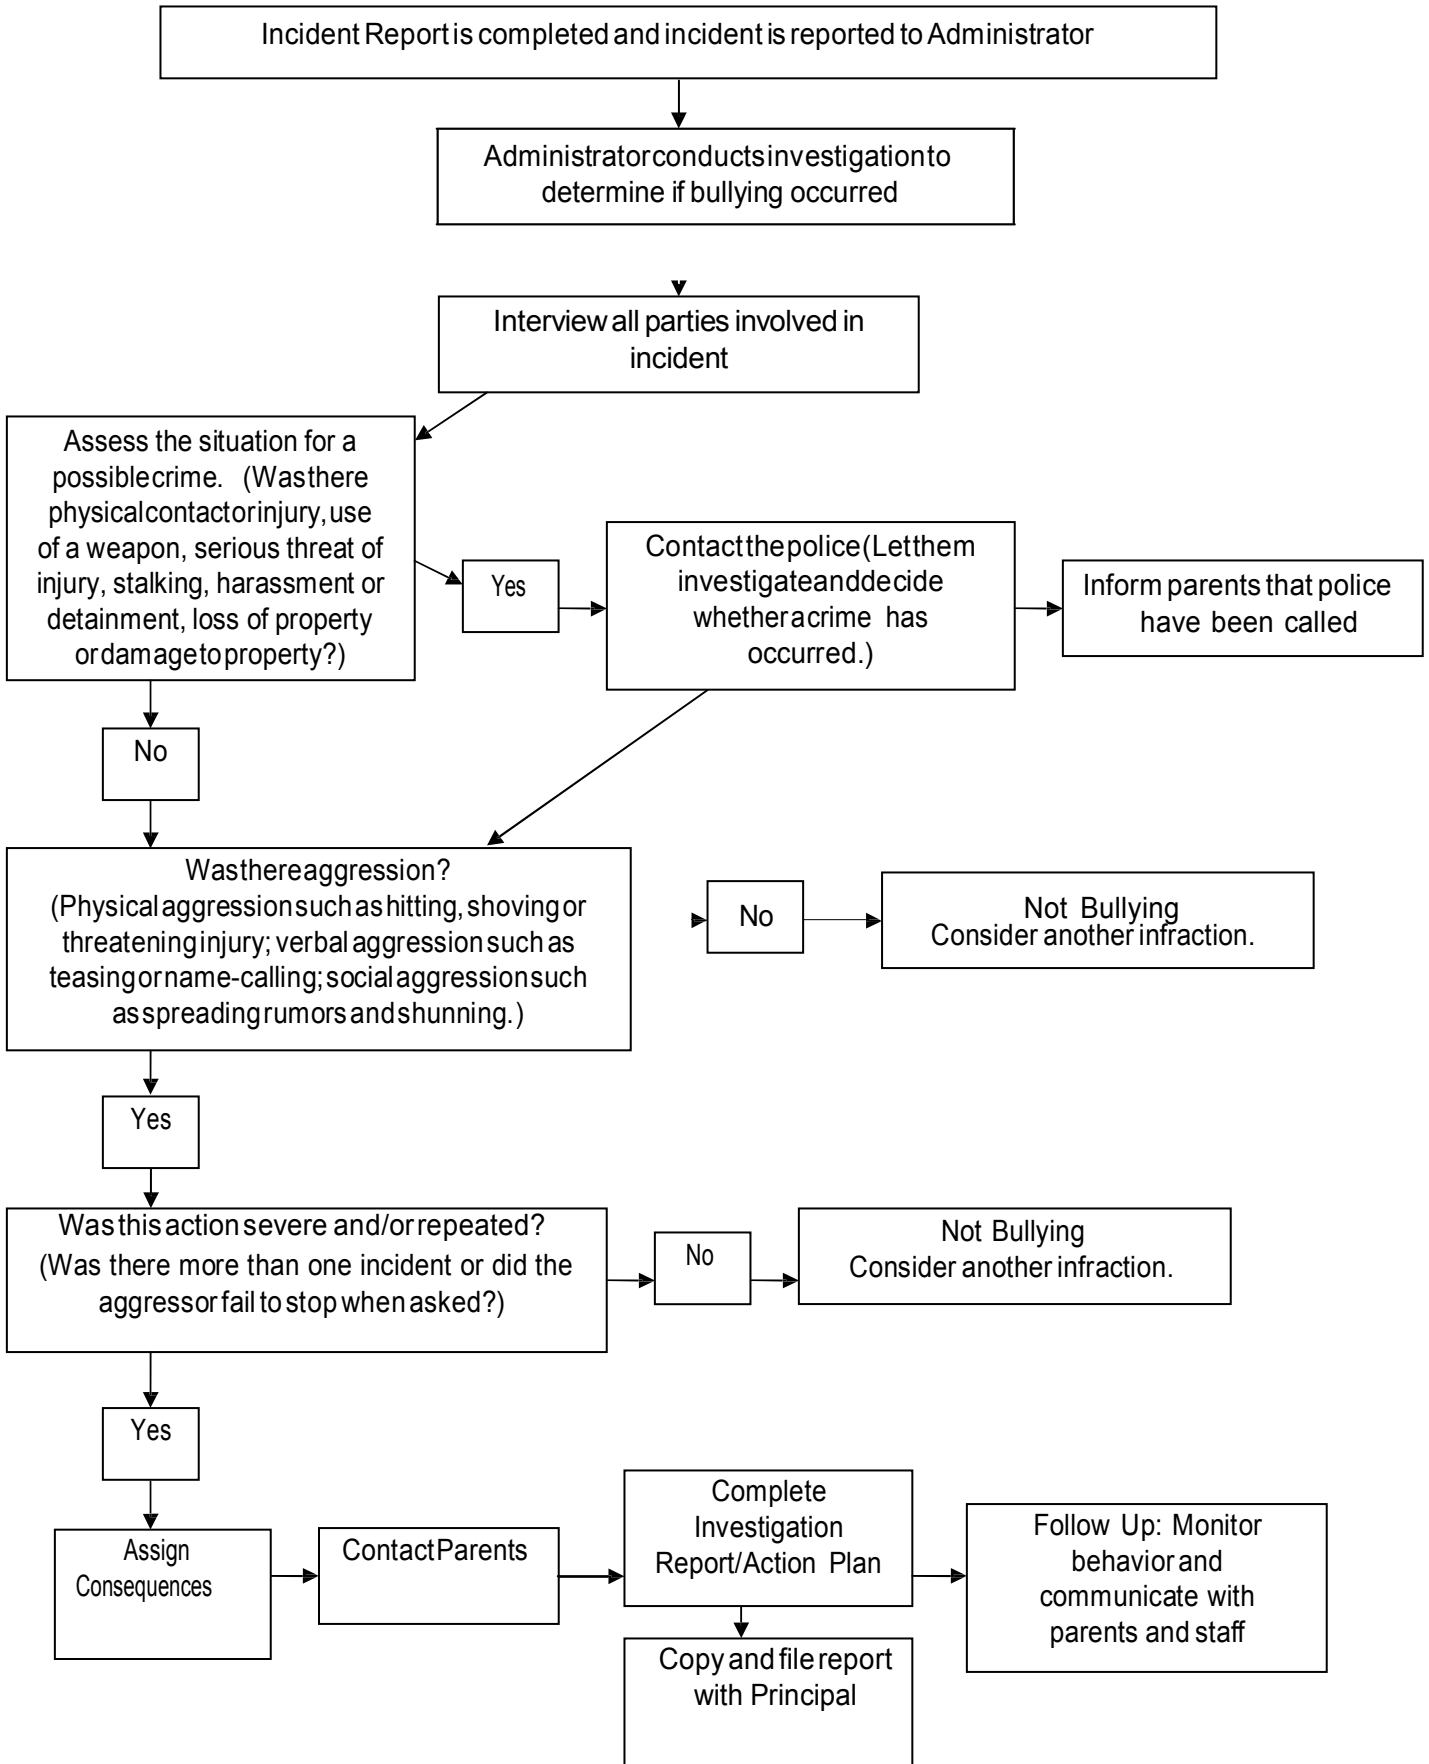 Incident Report is completed and incident is reported to Administrator
Administrator conducts investigation to
determine if bullying occurred
Interview all parties involved in
incident
Assess the situation for a
possible crime. (Was there
physical contact or injury, use
of a weapon, serious threat of
injury, stalking, harassment or
detainment, loss of property
or damage to property?)
Yes
Contact the police (Let them
investigate and decide
whether a crime has
occurred.)
Inform parents that police
have been called
No
Was there aggression?
(Physical aggression such as hitting, shoving or
threatening injury; verbal aggression such as
teasing or name-calling; social aggression such
as spreading rumors and shunning.)
No
Not Bullying
Consider another infraction.
Yes
Was this action severe and/or repeated?
(Was there more than one incident or did the
aggressor fail to stop when asked?)
No
Not Bullying
Consider another infraction.
Yes
Assign
Consequences
Contact Parents
Complete
Investigation
Report/Action Plan
Follow Up: Monitor
behavior and
communicate with
parents and staff
Copy and file report
with Principal